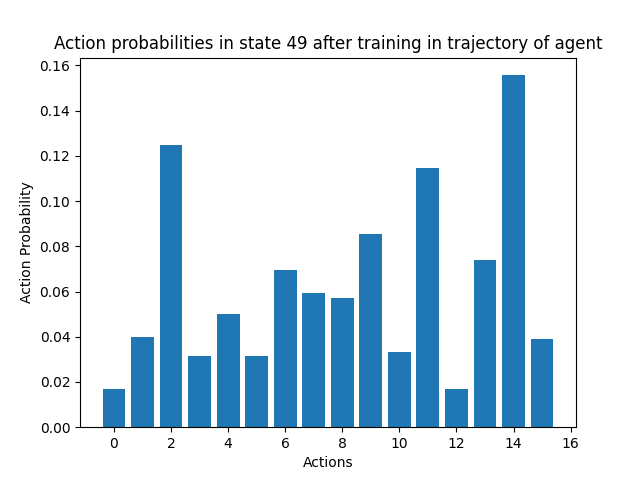 Action probabilities in state 49 after training in trajectory of agent
0.16
0.14
0.12
0.10
0.08
0.06
0.04
0.02
0.00
Action Probability
0 2 4 6 8 10 12 14 16
Actions